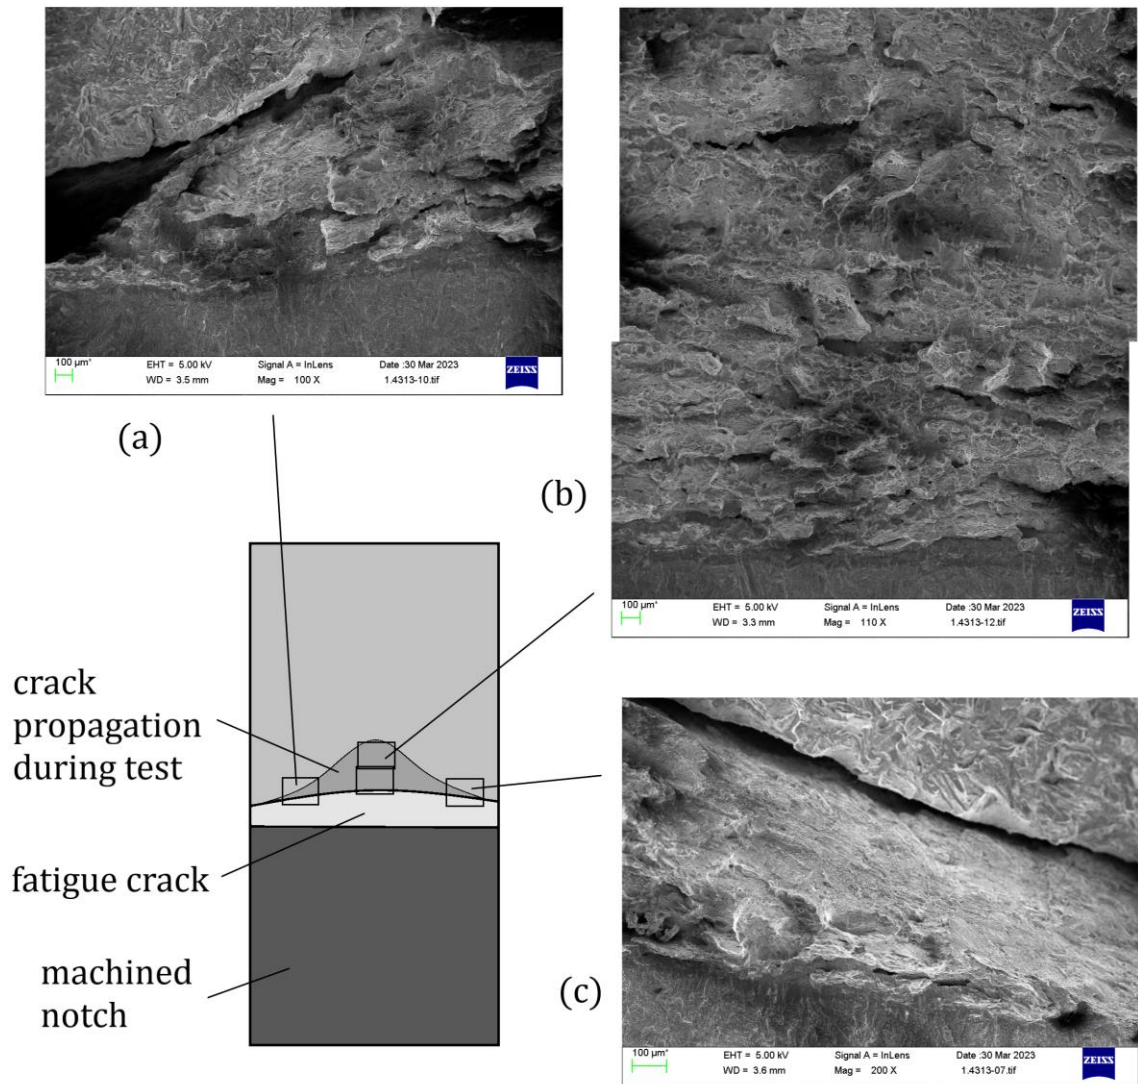 100 µm*
EHT = 5.00 kV
Signal A = InLens
Date :30 Mar 2023
WD = 3.5 mm
Mag = 100 X
1.4313-10.tif
ZEISS
(a)
100 µm*
EHT = 5.00 kV
Signal A = InLens
Date :30 Mar 2023
WD = 3.3 mm
Mag = 110 X
1.4313-12.tif
ZEISS
(b)
crack
propagation
during test
fatigue crack
machined
notch
(c)
100 µm*
EHT = 5.00 kV
Signal A = InLens
Date :30 Mar 2023
WD = 3.6 mm
Mag = 200 X
1.4313-07.tif
ZEISS